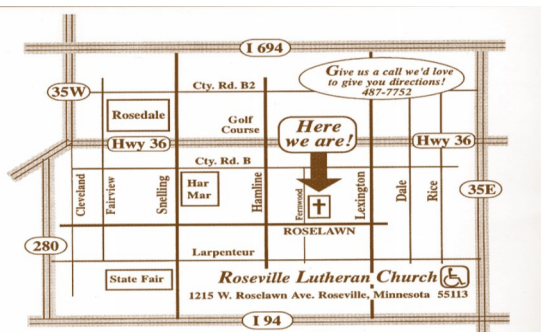 I 694
Give us a call we'd love
to give you directions!
487-7752
35W
Cty. Rd. B2
Rosedale
Golf
Course
Here
we are!
Hwy 36
Hwy 36
Cty. Rd. B
Cleveland
Fairview
Snelling
Har
Mar
Hamline
Fernwood
Lexington
Dale
Rice
35E
ROSELAWN
280
Larpenteur
State Fair
Roseville Lutheran Church
1215 W. Roselawn Ave. Roseville, Minnesota 55113
I 94